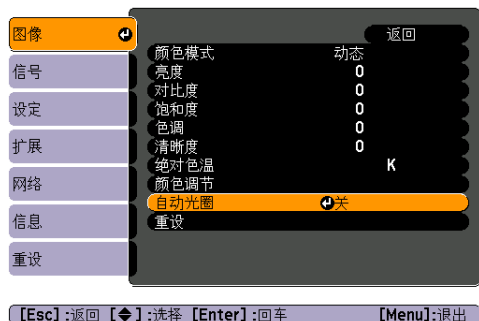 图像
信号
设定
扩展
网络
信息
重设
返回
颜色模式 动态
亮度 0
对比度 0
饱和度 0
色调 0
清晰度 0
绝对色温 K
颜色调节
自动光圈 关
重设
[Esc]:返回 [◆]:选择 [Enter]:回车 [Menu]:退出